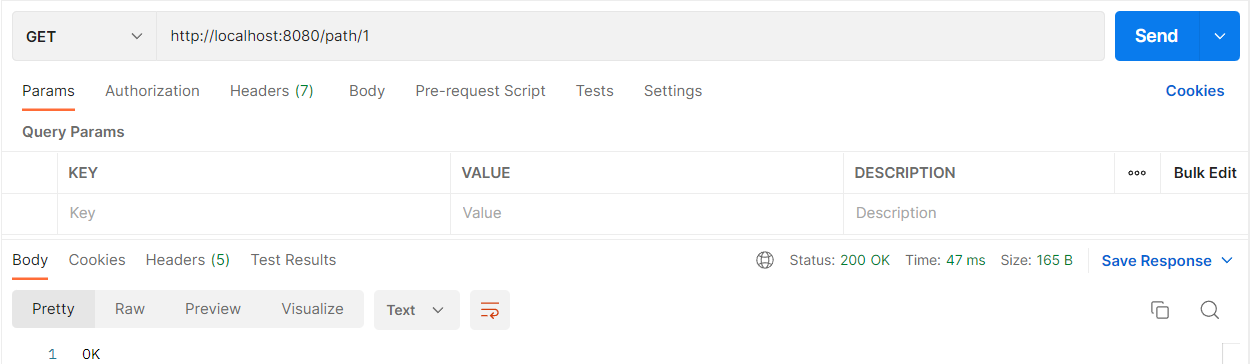 GET http://localhost:8080/path/1 Send
Params Authorization Headers (7) Body Pre-request Script Tests Settings Cookies
Query Params
KEY VALUE DESCRIPTION Bulk Edit
Key Value Description
Body Cookies Headers (5) Test Results Status: 200 OK Time: 47 ms Size: 165 B Save Response
Pretty Raw Preview Visualize Text
1 OK